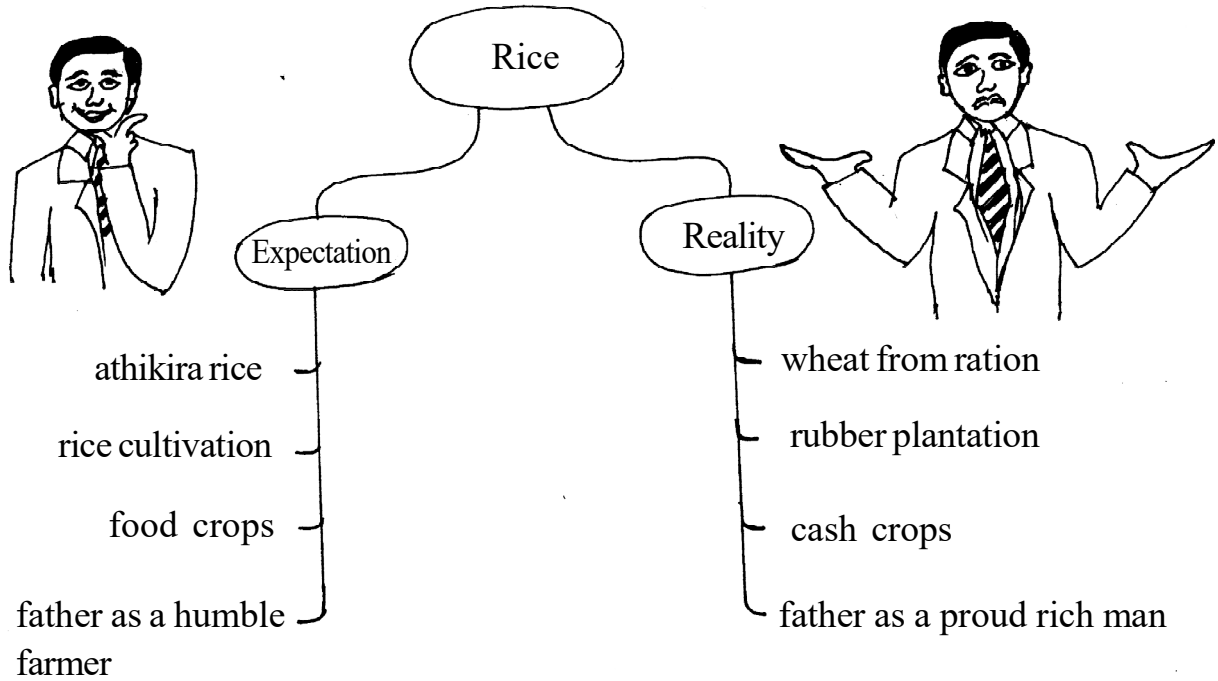 Rice
Expectation
athikira rice
rice cultivation
food crops
father as a humble
farmer
Reality
wheat from ration
rubber plantation
cash crops
father as a proud rich man